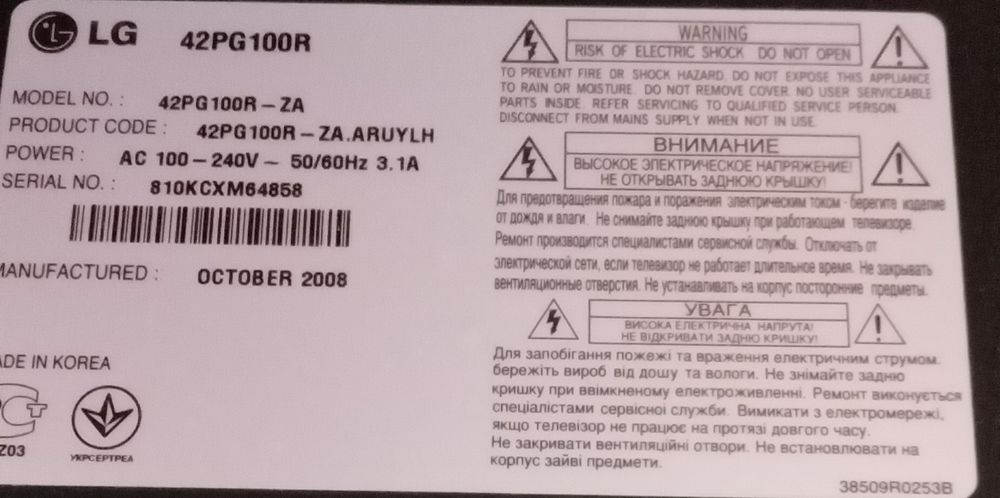 LG 42PG100R
MODEL NO. : 42PG100R-ZA
PRODUCT CODE : 42PG100R-ZA.ARUYLH
POWER : AC 100-240V~ 50/60Hz 3.1A
SERIAL NO. : 810KCXM64858
MANUFACTURED : OCTOBER 2008
MADE IN KOREA
УКРСЕПРТРЕА
WARNING
RISK OF ELECTRIC SHOCK DO NOT OPEN
TO PREVENT FIRE OR SHOCK HAZARD, DO NOT EXPOSE THIS APPLIANCE
TO RAIN OR MOISTURE. DO NOT REMOVE COVER. NO USER SERVICEABLE
PARTS INSIDE. REFER SERVICING TO QUALIFIED SERVICE PERSON.
DISCONNECT FROM MAINS SUPPLY WHEN NOT IN USE.
ВНИМАНИЕ
ВЫСОКОЕ ЭЛЕКТРИЧЕСКОЕ НАПРЯЖЕНИЕ!
НЕ ОТКРЫВАТЬ ЗАДНЮЮ КРЫШКУ!
Для предотвращения пожара и поражения электрическим током - берегите изделие
от дождя и влаги. Не снимайте заднюю крышку при работающем телевизоре.
Ремонт производится специалистами сервисной службы. Отключать от
электрической сети, если телевизор не работает длительное время. Не закрывать
вентиляционные отверстия. Не устанавливать на корпус посторонние предметы.
УВАГА
ВИСОКА ЕЛЕКТРИЧНА НАПРУГА!
НЕ ВІДКРИВАТИ ЗАДНЮ КРИШКУ!
Для запобігання пожежі та враження електричним струмом.
бережіть виріб від дошу та вологи. Не знімайте задню
кришку при ввімкненому електроживленні. Ремонт виконується
спеціалістами сервісної служби. Вимикати з електромережі,
якщо телевізор не працює на протязі довгого часу.
Не закривати вентиляційні отвори. Не встановлювати на
корпус зайві предмети.
38509R0253B